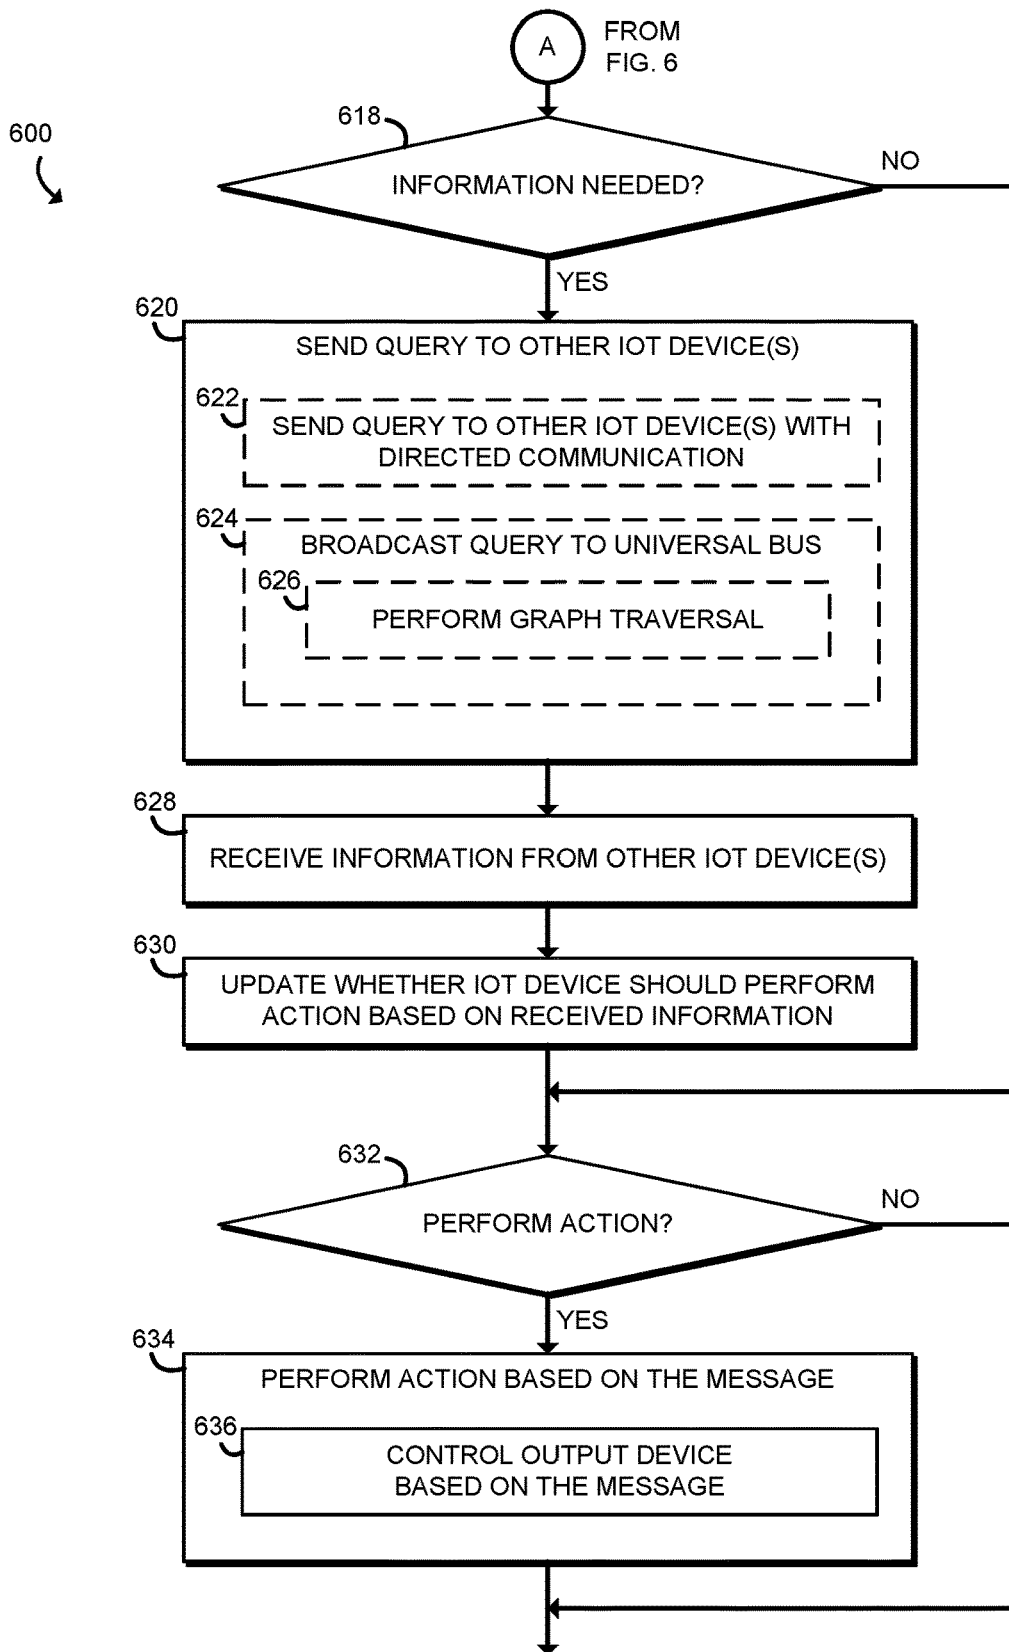 A
FROM
FIG. 6
600
618
INFORMATION NEEDED?
NO
YES
620
SEND QUERY TO OTHER IOT DEVICE(S)
622
SEND QUERY TO OTHER IOT DEVICE(S) WITH
DIRECTED COMMUNICATION
624
BROADCAST QUERY TO UNIVERSAL BUS
626
PERFORM GRAPH TRAVERSAL
628
RECEIVE INFORMATION FROM OTHER IOT DEVICE(S)
630
UPDATE WHETHER IOT DEVICE SHOULD PERFORM
ACTION BASED ON RECEIVED INFORMATION
632
PERFORM ACTION?
NO
YES
634
PERFORM ACTION BASED ON THE MESSAGE
636
CONTROL OUTPUT DEVICE
BASED ON THE MESSAGE